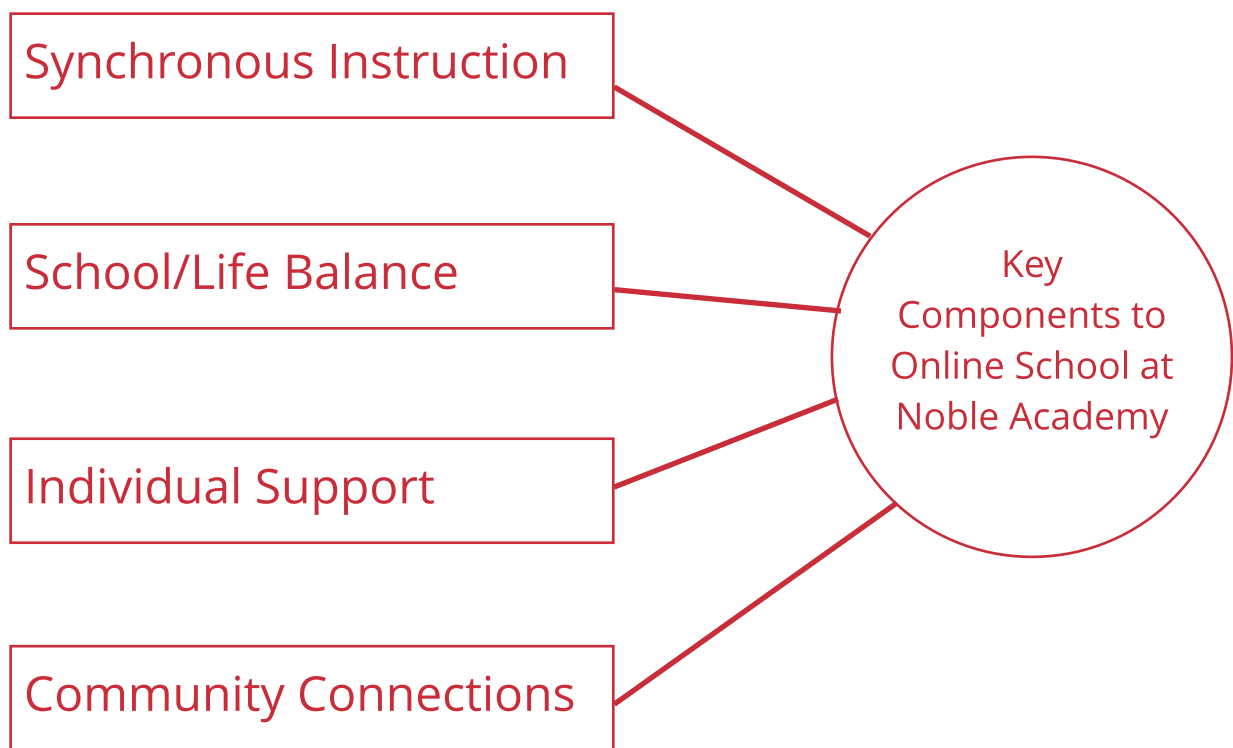 Synchronous Instruction
School/Life Balance
Individual Support
Community Connections
Key
Components to
Online School at
Noble Academy